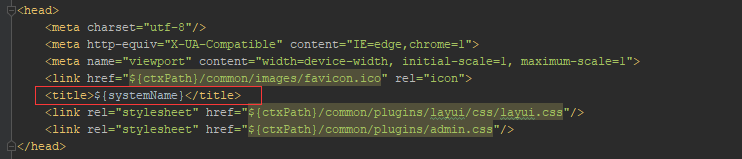 <head>
<meta charset="utf-8"/>
<meta http-equiv="X-UA-Compatible" content="IE=edge,chrome=1">
<meta name="viewport" content="width=device-width, initial-scale=1, maximum-scale=1">
<link href="${ctxPath}/common/images/favicon.ico" rel="icon">
<title>${systemName}</title>
<link rel="stylesheet" href="${ctxPath}/common/plugins/layui/css/layui.css"/>
<link rel="stylesheet" href="${ctxPath}/common/plugins/admin.css"/>
</head>